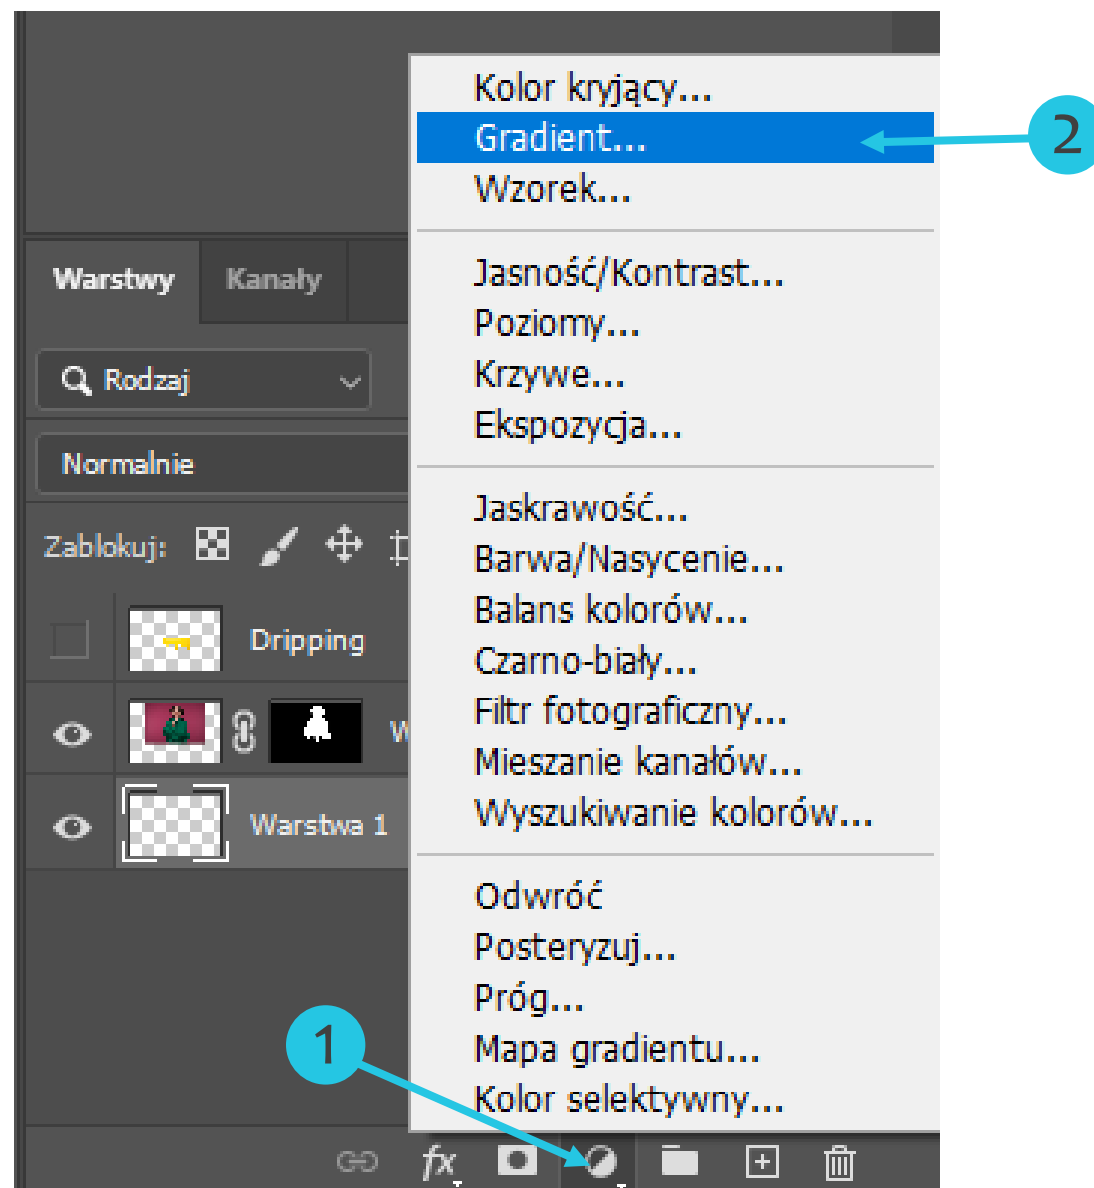 Kolor kryjący...
Gradient...
2
Wzorek...
Jasność/Kontrast...
Poziomy...
Krzywe...
Ekspozycja...
Jaskrawość...
Barwa/Nasycenie...
Balans kolorów...
Czarno-biały...
Filtr fotograficzny...
Mieszanie kanałów...
Wyszukiwanie kolorów...
Odwróć
Posteryzuj...
Próg...
Mapa gradientu...
Kolor selektywny...
Warstwy
Kanały
Rodzaj
Normalnie
Zablokuj:
Dripping
W
Warstwa 1
1
fx